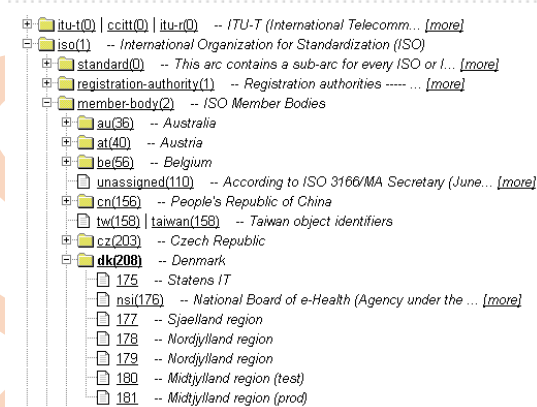 itu-t(0) | ccitt(0) | itu-r(0) -- ITU-T (International Telecomm... [more]
iso(1) -- International Organization for Standardization (ISO)
standard(0) -- This arc contains a sub-arc for every ISO or I... [more]
registration-authority(1) -- Registration authorities ----- ... [more]
member-body(2) -- ISO Member Bodies
au(36) -- Australia
at(40) -- Austria
be(56) -- Belgium
unassigned(110) -- According to ISO 3166/MA Secretary (June... [more]
cn(156) -- People's Republic of China
tw(158) | taiwan(158) -- Taiwan object identifiers
cz(203) -- Czech Republic
dk(208) -- Denmark
175 -- Statens IT
nsi(176) -- National Board of e-Health (Agency under the ... [more]
177 -- Sjaelland region
178 -- Nordjylland region
179 -- Nordjylland region
180 -- Midtjylland region (test)
181 -- Midtjylland region (prod)